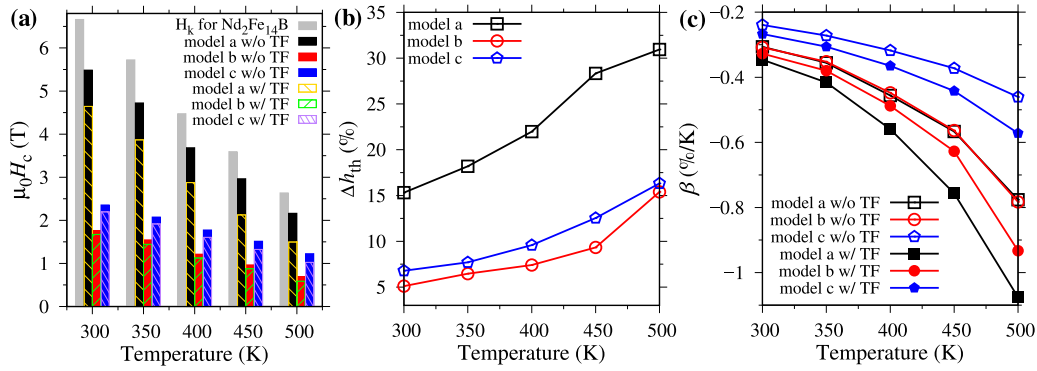 (a)
H_k for Nd₂Fe₁₄B
model a w/o TF
model b w/o TF
model c w/o TF
model a w/ TF
model b w/ TF
model c w/ TF
μ₀H_c (T)
6
5
4
3
2
1
0
300 350 400 450 500
Temperature (K)
(b)
model a
model b
model c
Δh_th (%)
35
30
25
20
15
10
5
300 350 400 450 500
Temperature (K)
(c)
β (%/K)
-0.2
-0.4
-0.6
-0.8
-1
model a w/o TF
model b w/o TF
model c w/o TF
model a w/ TF
model b w/ TF
model c w/ TF
300 350 400 450 500
Temperature (K)